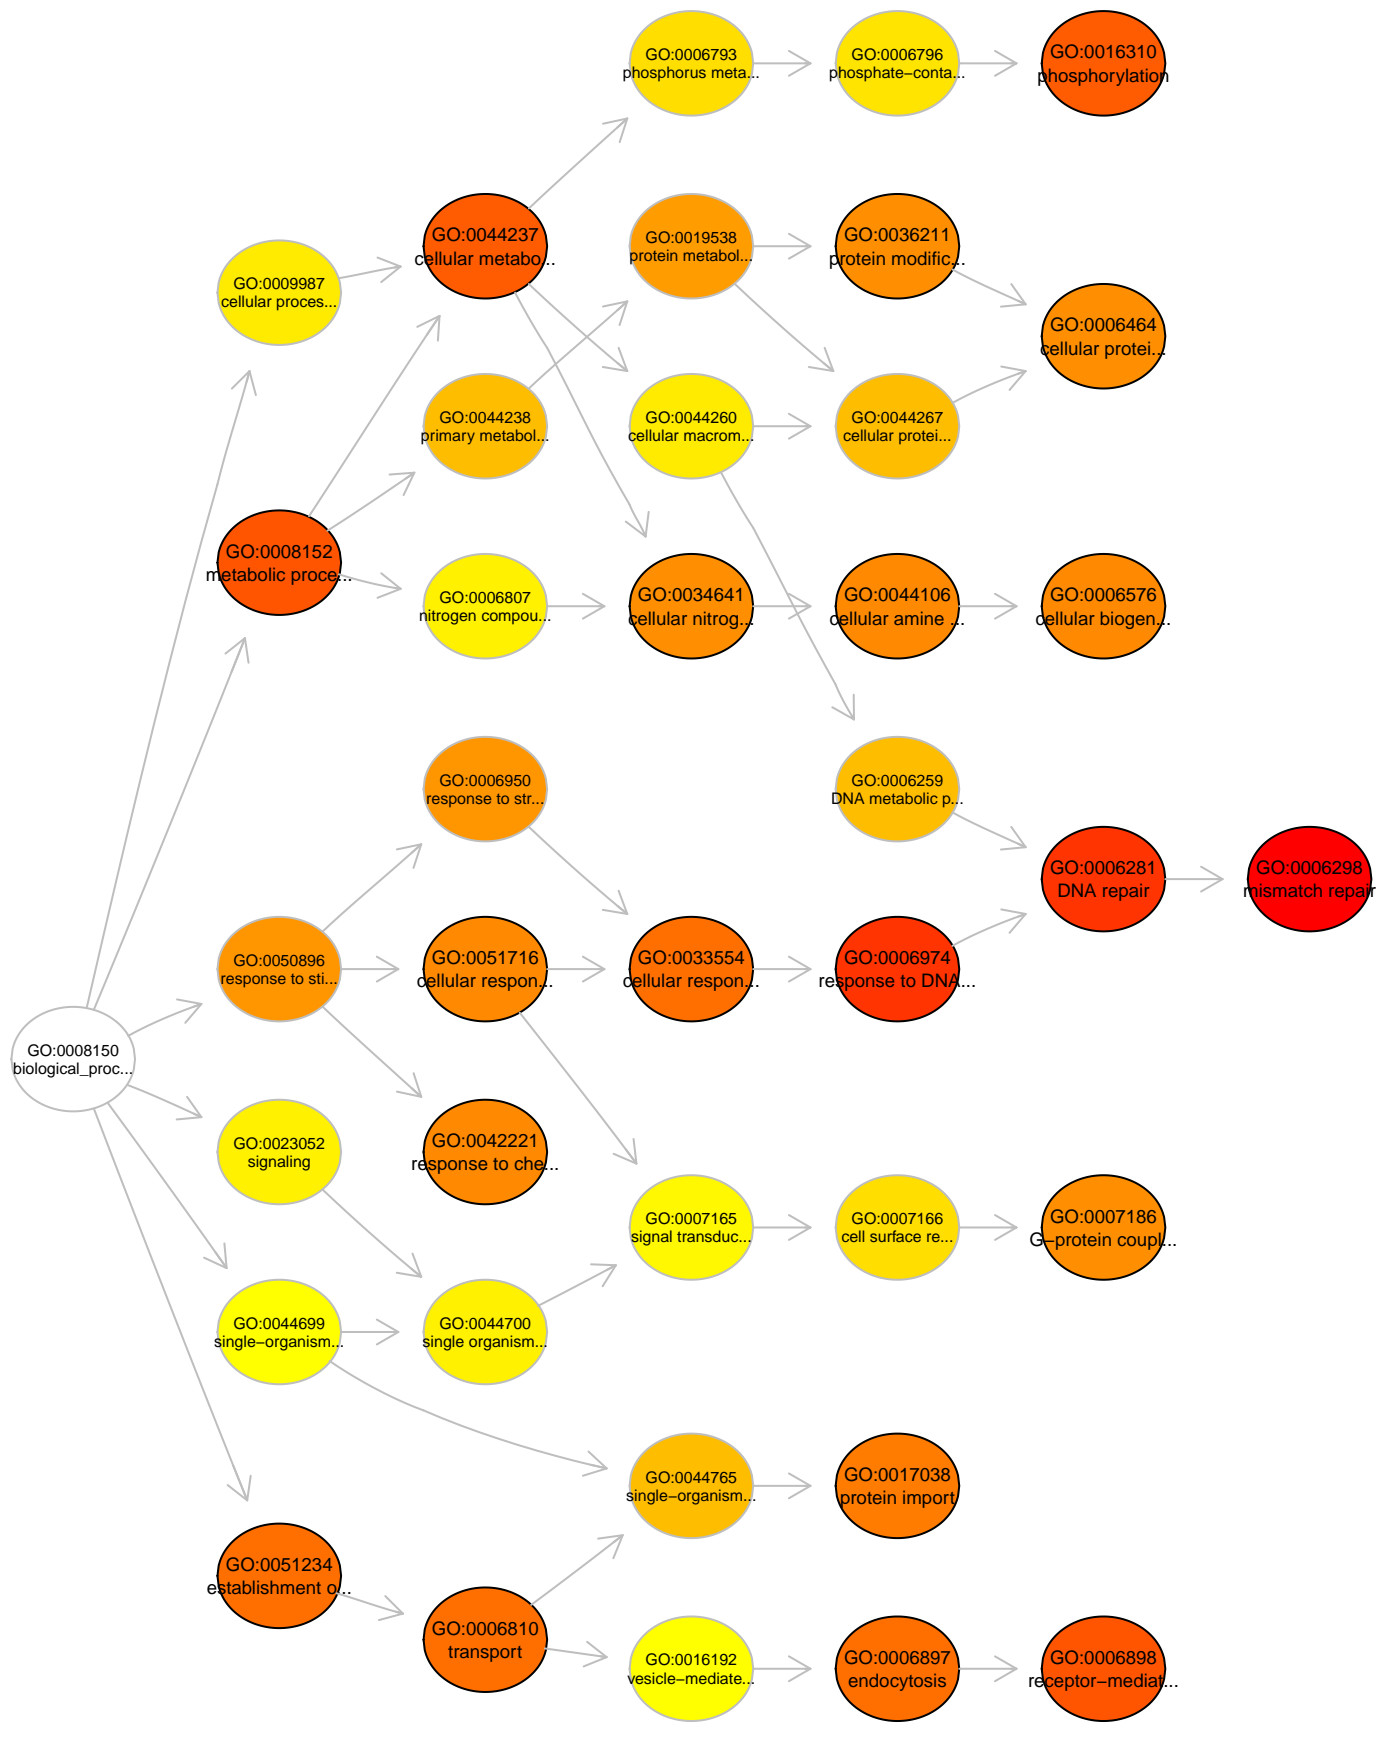 GO:0006793
phosphorus meta...
GO:0006796
phosphate−conta...
GO:0016310
phosphorylation
GO:0044237
cellular metabo...
GO:0019538
protein metabol...
GO:0036211
protein modific...
GO:0009987
cellular proces...
GO:0006464
cellular protei...
GO:0044238
primary metabol...
GO:0044260
cellular macrom...
GO:0044267
cellular protei...
GO:0008152
metabolic proce...
GO:0006807
nitrogen compou...
GO:0034641
cellular nitrog...
GO:0044106
cellular amine ...
GO:0006576
cellular biogen...
GO:0006950
response to str...
GO:0006259
DNA metabolic p...
GO:0006281
DNA repair
GO:0006298
mismatch repair
GO:0050896
response to sti...
GO:0051716
cellular respon...
GO:0033554
cellular respon...
GO:0006974
response to DNA...
GO:0008150
biological_proc...
GO:0023052
signaling
GO:0042221
response to che...
GO:0007165
signal transduc...
GO:0007166
cell surface re...
GO:0007186
G−protein coupl...
GO:0044699
single−organism...
GO:0044700
single organism...
GO:0044765
single−organism...
GO:0017038
protein import
GO:0051234
establishment o...
GO:0006810
transport
GO:0016192
vesicle−mediate...
GO:0006897
endocytosis
GO:0006898
receptor−mediat...